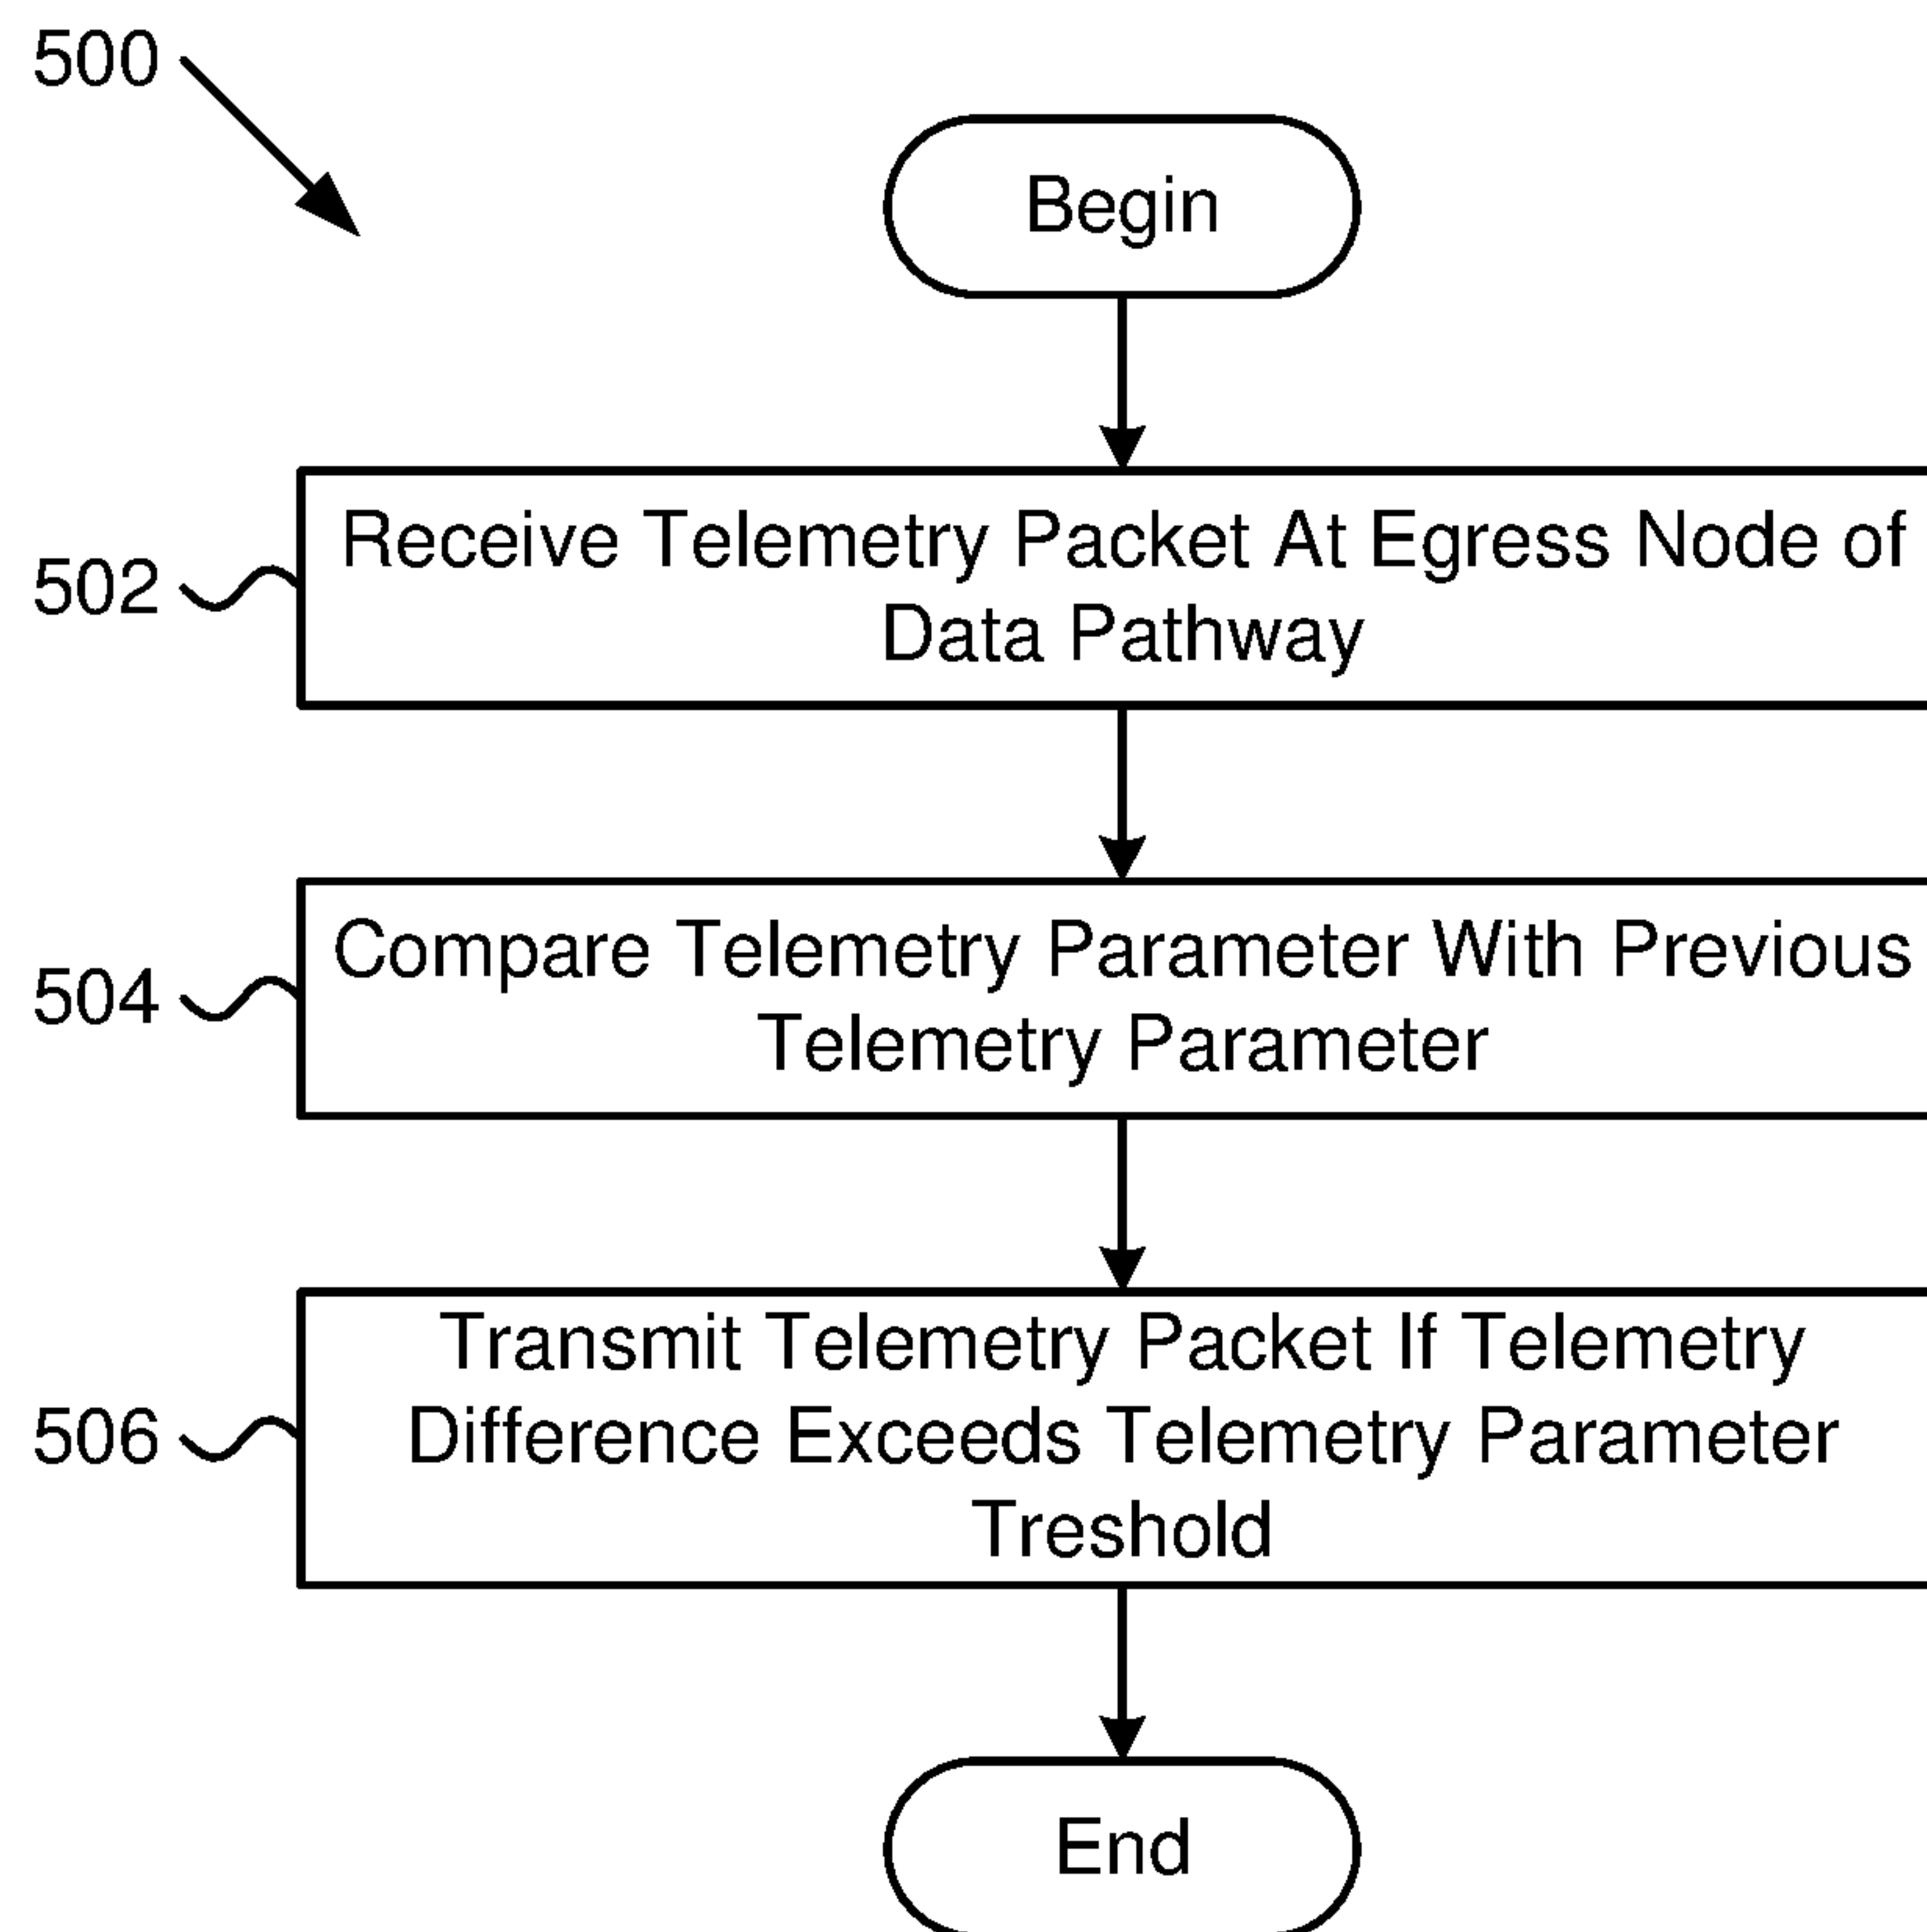 500
Begin
502
Receive Telemetry Packet At Egress Node of
Data Pathway
504
Compare Telemetry Parameter With Previous
Telemetry Parameter
506
Transmit Telemetry Packet If Telemetry
Difference Exceeds Telemetry Parameter
Treshold
End